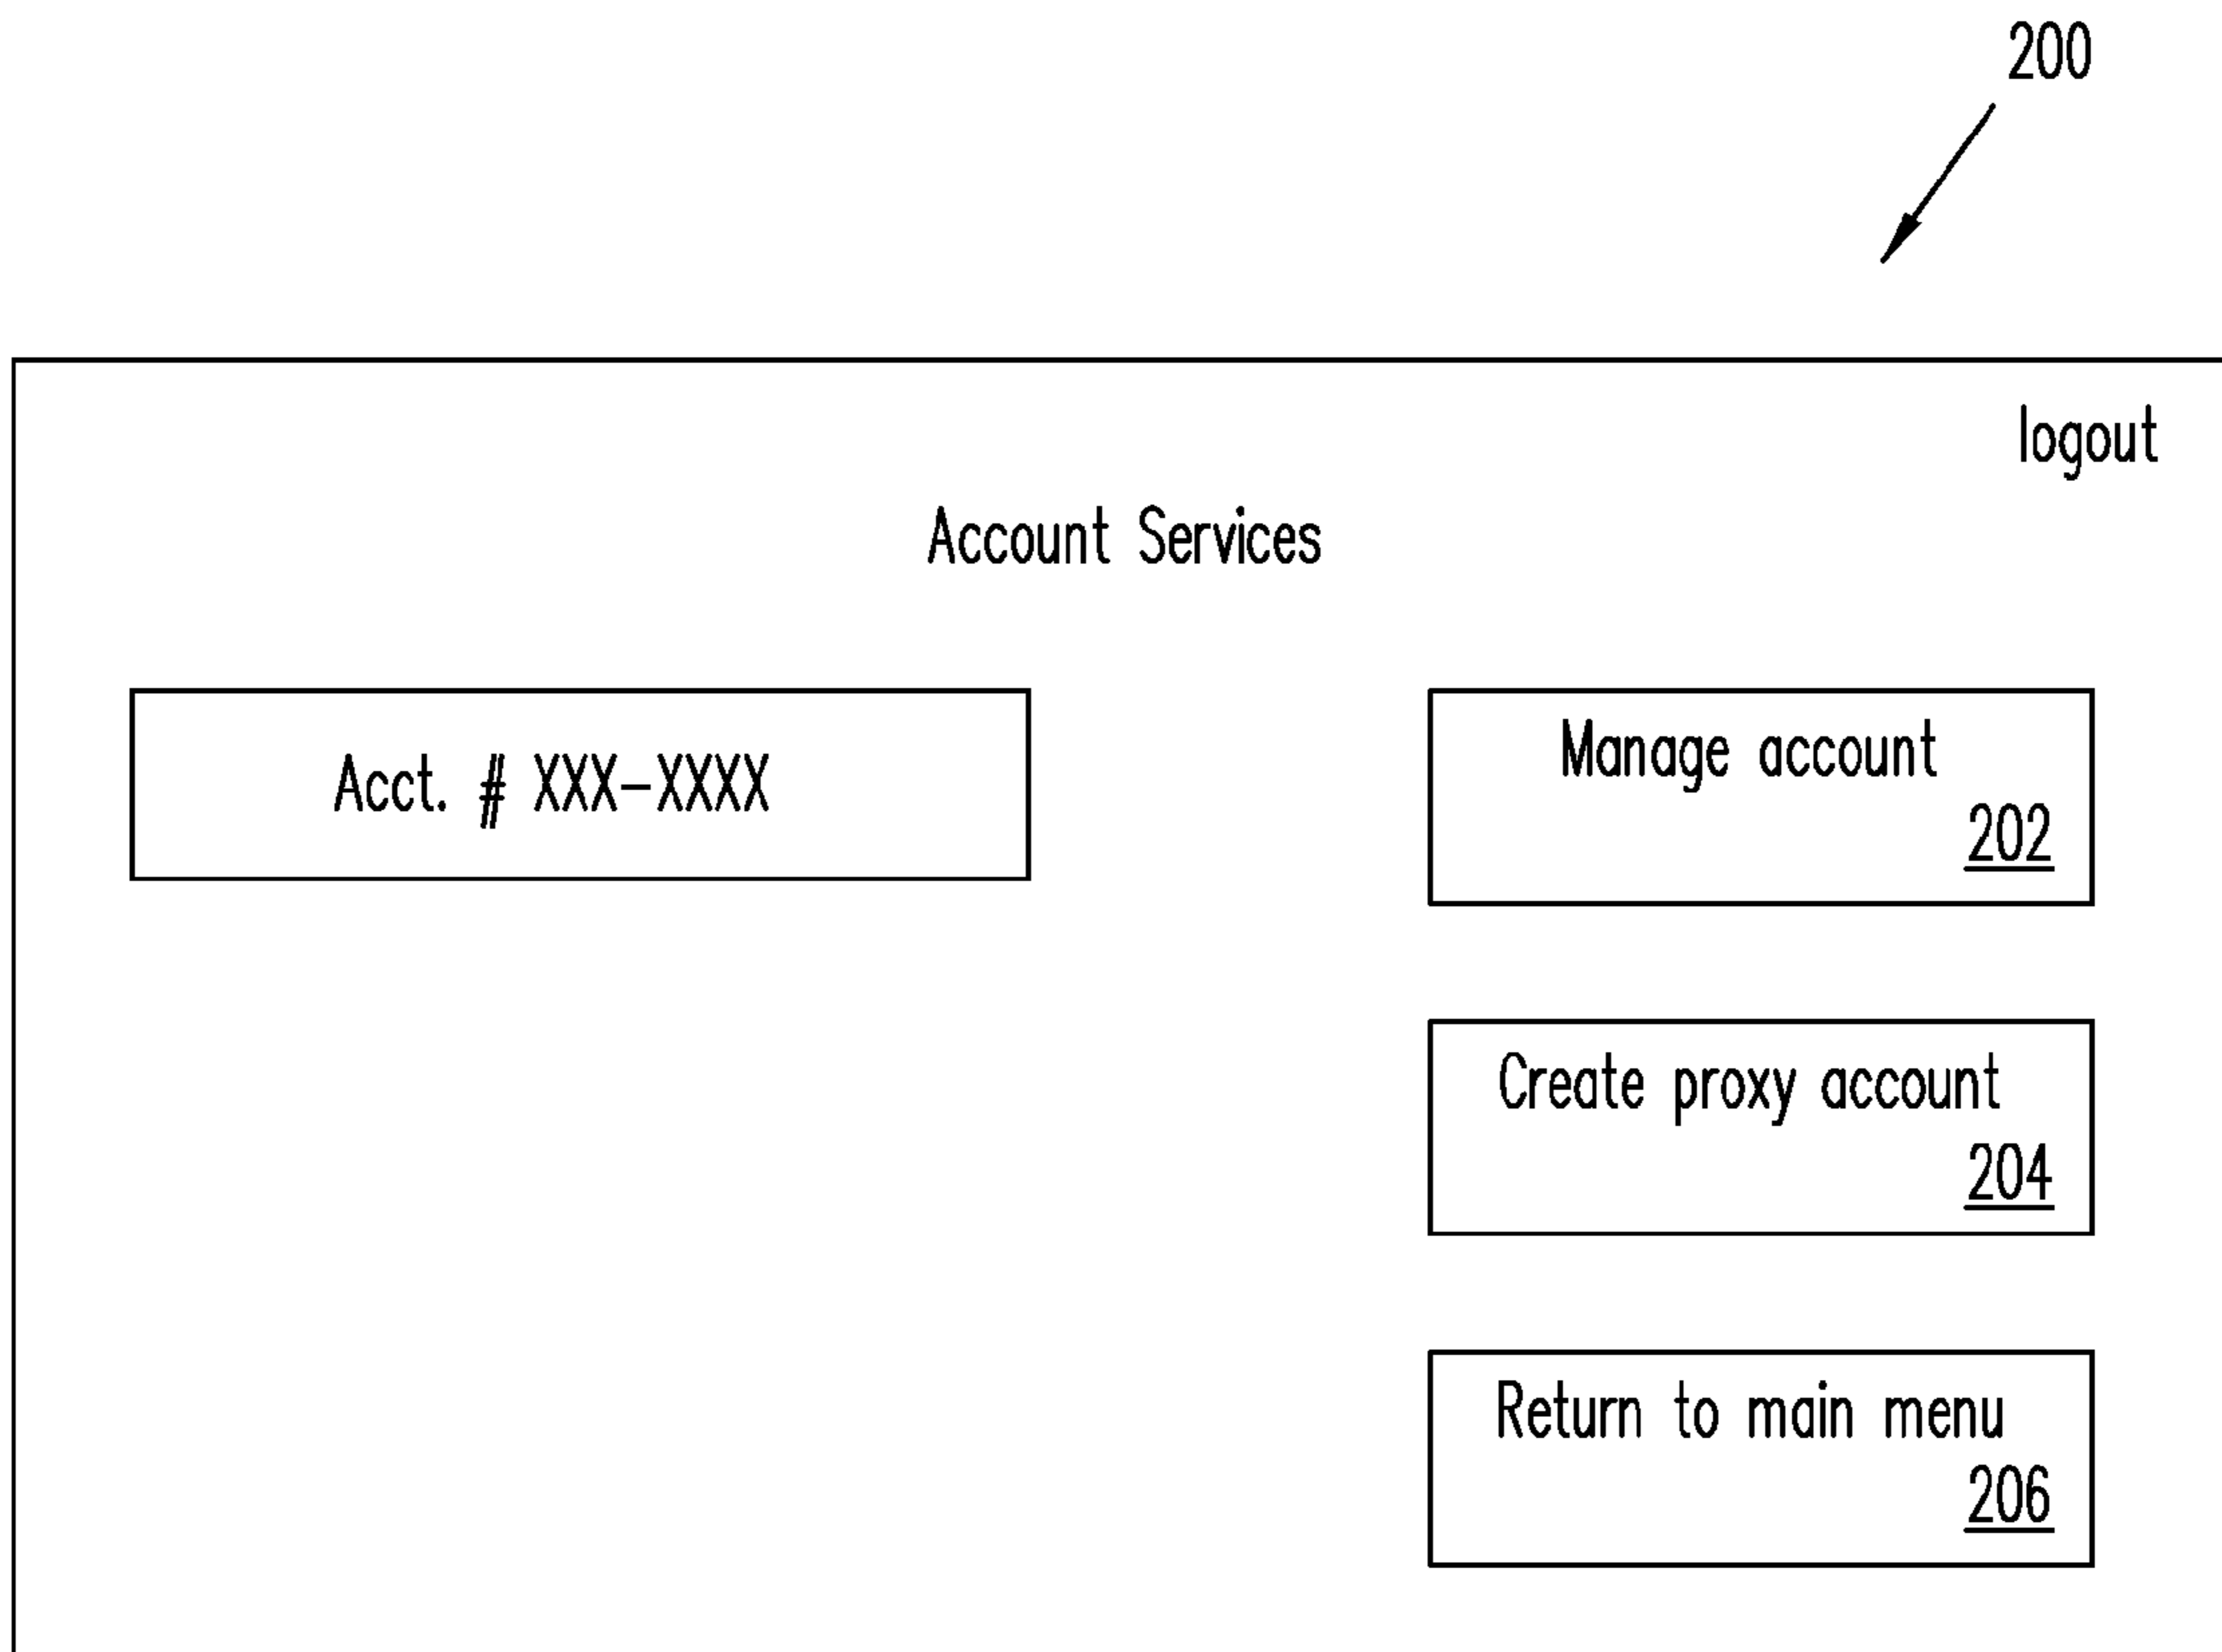 200
logout
Account Services
Acct. # XXX-XXXX
Manage account
202
Create proxy account
204
Return to main menu
206